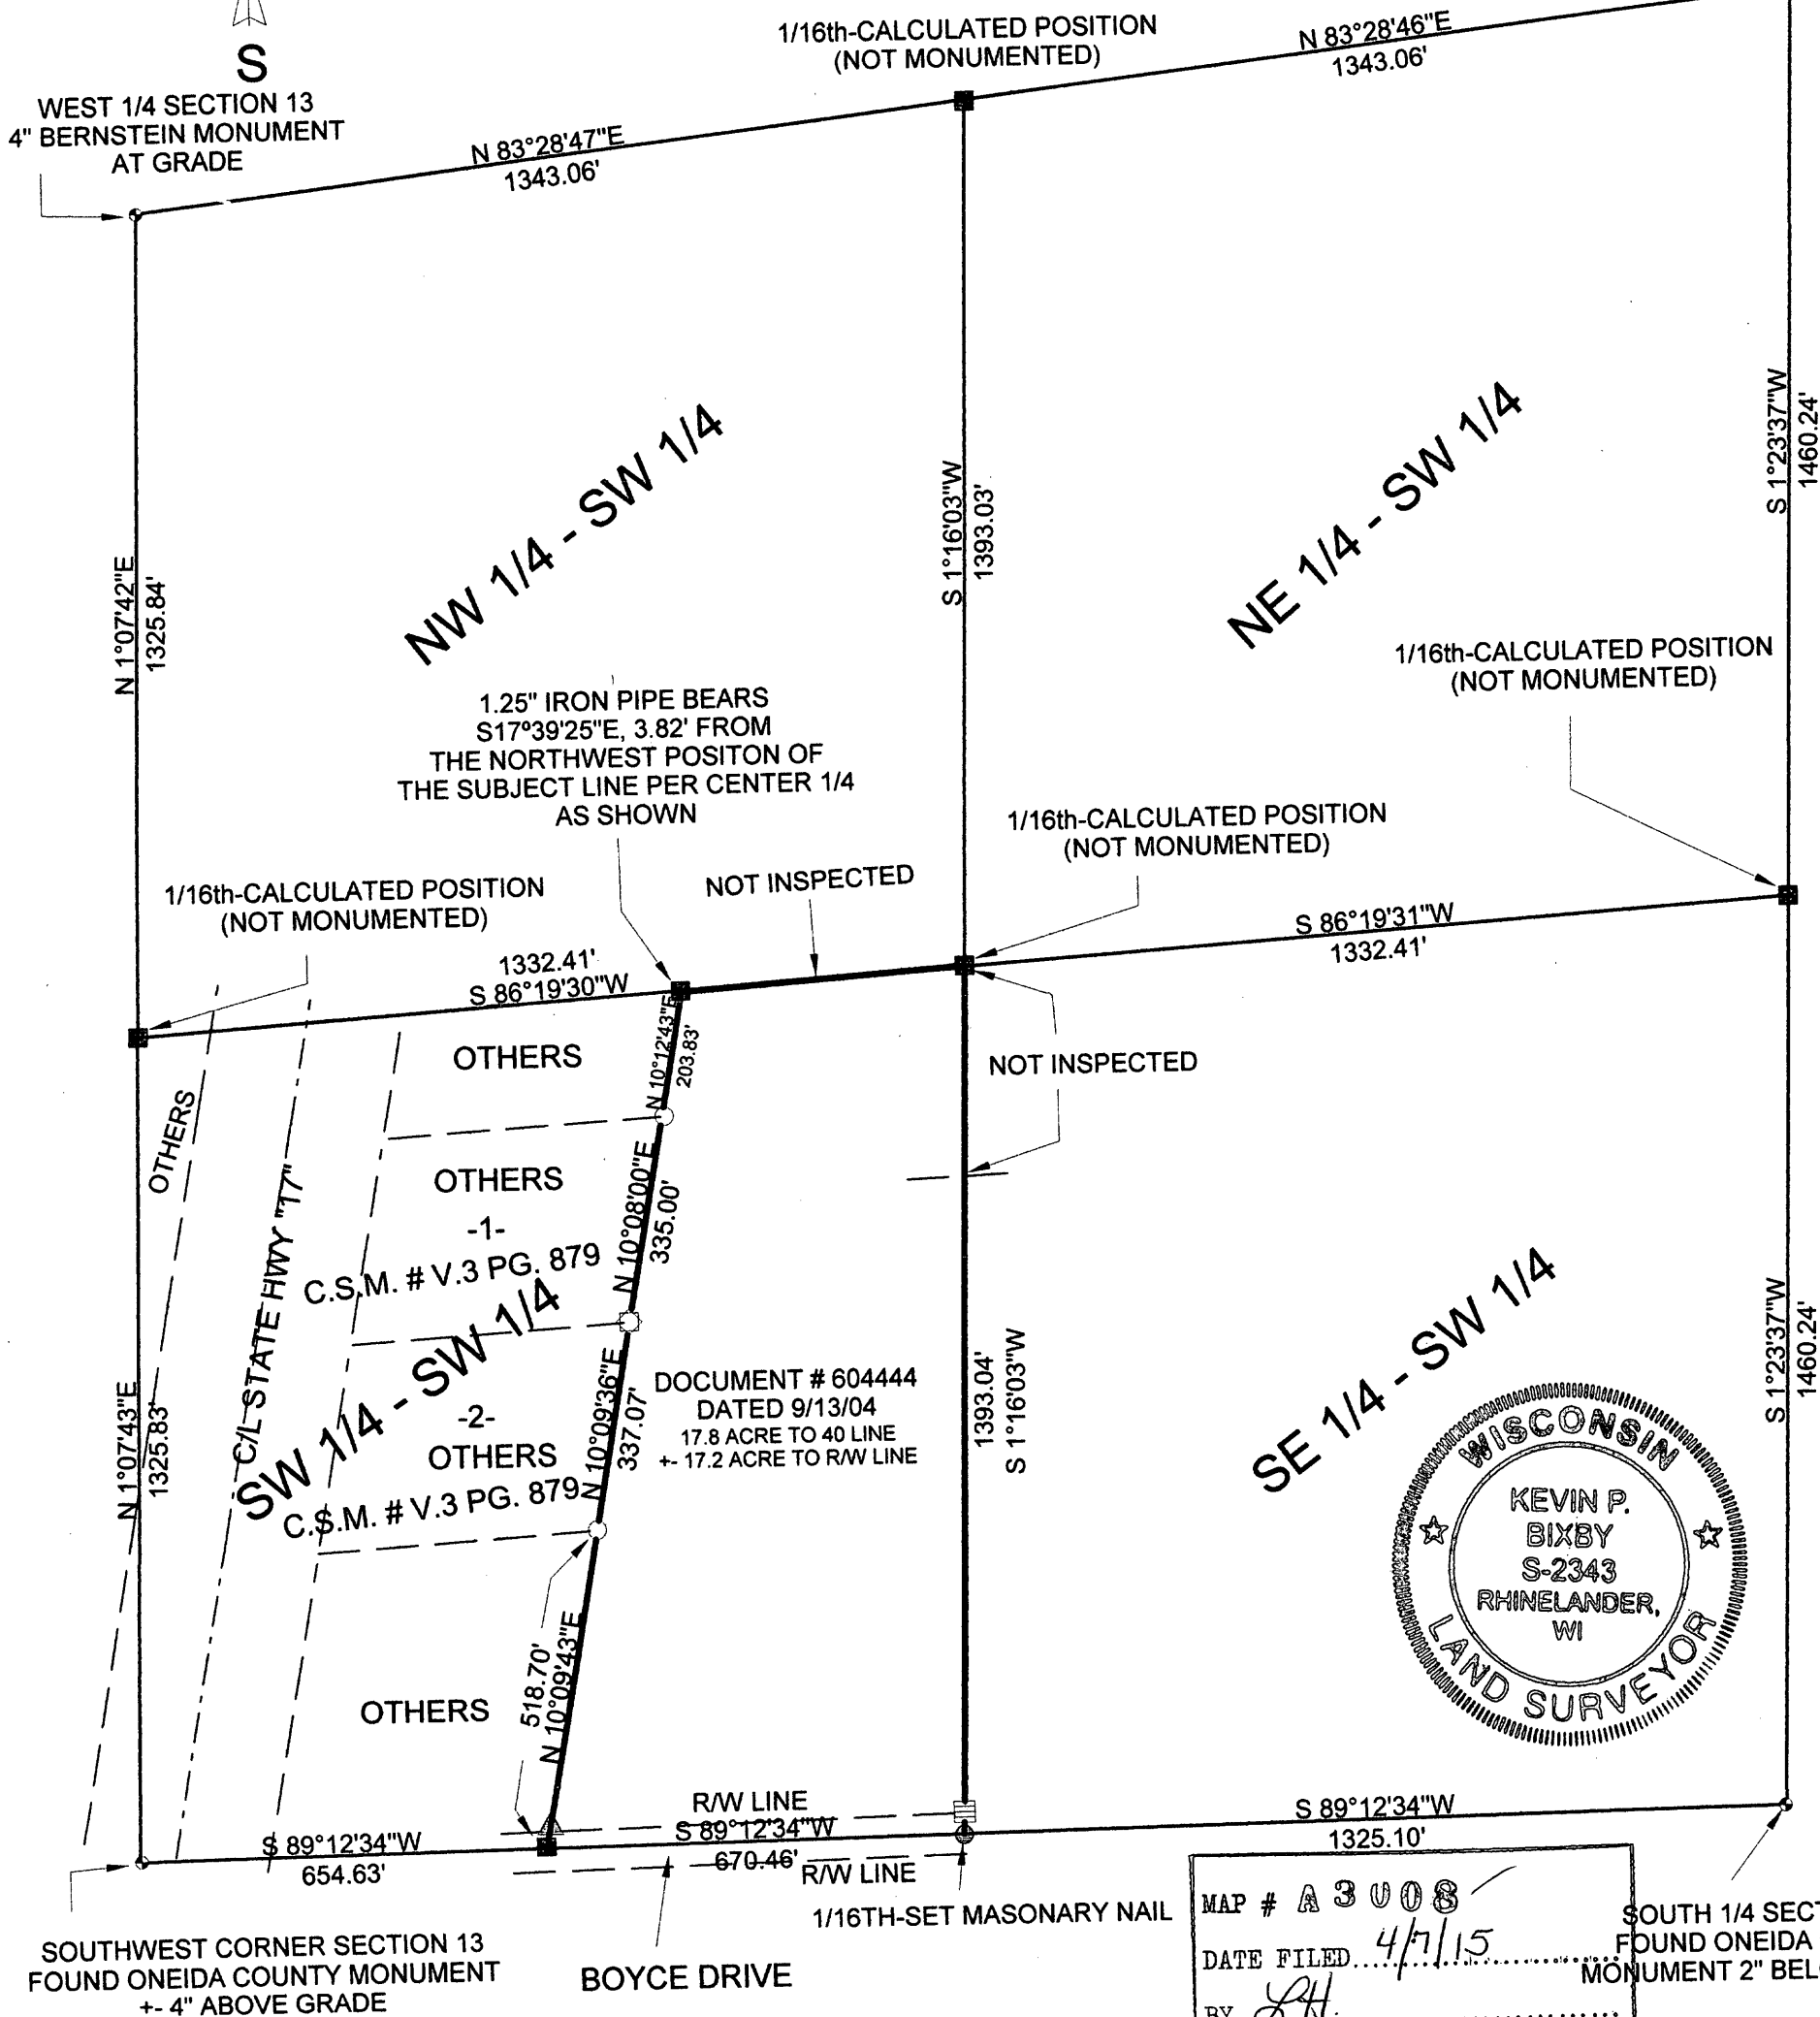 S
1/16th-CALCULATED POSITION
(NOT MONUMENTED)
N 83°28'46"E
1343.06'
WEST 1/4 SECTION 13
4" BERNSTEIN MONUMENT
AT GRADE
N 83°28'47"E
1343.06'
NW 1/4 - SW 1/4
NE 1/4 - SW 1/4
S 1°23'37"W
1460.24'
S 1°16'03"W
1393.03'
N 1°07'42"E
1325.84'
1/16th-CALCULATED POSITION
(NOT MONUMENTED)
1.25" IRON PIPE BEARS
S17°39'25"E, 3.82' FROM
THE NORTHWEST POSITON OF
THE SUBJECT LINE PER CENTER 1/4
AS SHOWN
1/16th-CALCULATED POSITION
(NOT MONUMENTED)
1/16th-CALCULATED POSITION
(NOT MONUMENTED)
NOT INSPECTED
S 86°19'31"W
1332.41'
1332.41'
S 86°19'30"W
N 10°12'43"E
203.83'
OTHERS
NOT INSPECTED
OTHERS
C/L STATE HWY "17"
OTHERS
-1-
C.S.M. # V.3 PG. 879
N 10°08'00"E
335.00'
SW 1/4 - SW 1/4
-2-
OTHERS
C.S.M. # V.3 PG. 879
N 10°09'36"E
337.07'
DOCUMENT # 604444
DATED 9/13/04
17.8 ACRE TO 40 LINE
+- 17.2 ACRE TO R/W LINE
1393.04'
S 1°16'03"W
SE 1/4 - SW 1/4
S 1°23'37"W
1460.24'
N 1°07'43"E
1325.83'
WISCONSIN
KEVIN P.
BIXBY
S-2343
RHINELANDER,
WI
LAND SURVEYOR
OTHERS
518.70'
N 10°09'43"E
R/W LINE
S 89°12'34"W
670.46'
R/W LINE
S 89°12'34"W
654.63'
S 89°12'34"W
1325.10'
1/16TH-SET MASONARY NAIL
SOUTHWEST CORNER SECTION 13
FOUND ONEIDA COUNTY MONUMENT
+- 4" ABOVE GRADE
BOYCE DRIVE
MAP # A 3008
DATE FILED 4/7/15
BY LH.
SOUTH 1/4 SECT
FOUND ONEIDA
MONUMENT 2" BEL